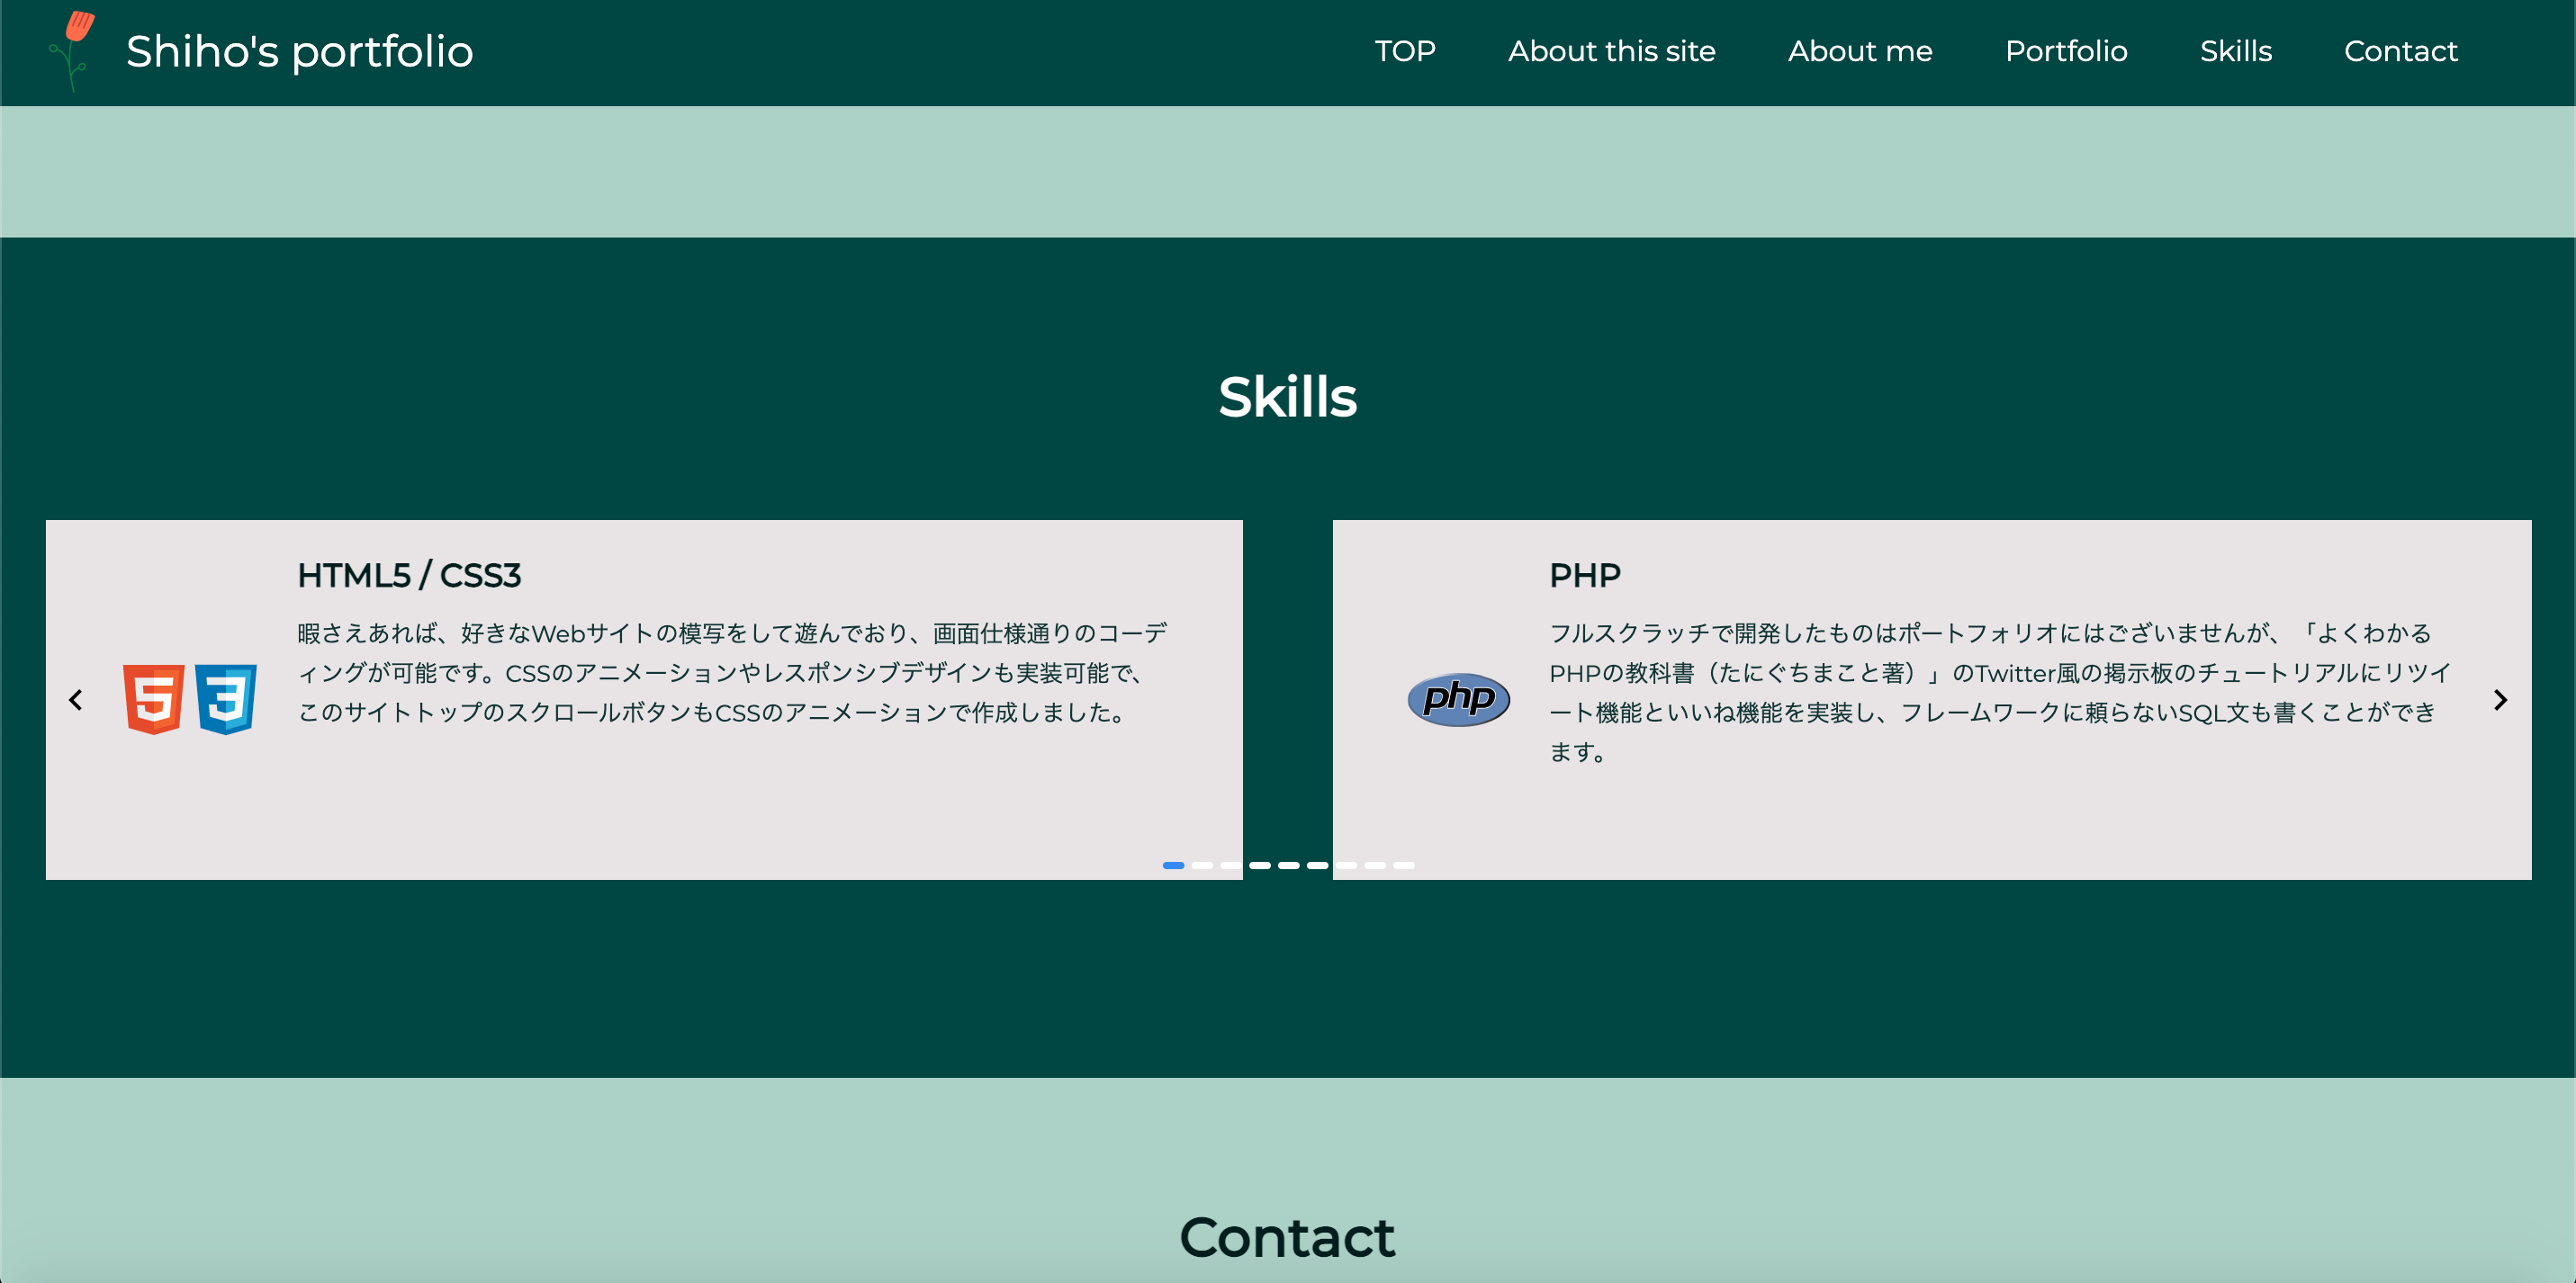 Shiho's portfolio
TOP About this site About me Portfolio Skills Contact
Skills
HTML5 / CSS3
暇さえあれば、好きなWebサイトの模写をして遊んでおり、画面仕様通りのコーデ
ィングが可能です。CSSのアニメーションやレスポンシブデザインも実装可能で、
このサイトトップのスクロールボタンもCSSのアニメーションで作成しました。
php
PHP
フルスクラッチで開発したものはポートフォリオにはございませんが、「よくわかる
PHPの教科書（たにぐちまこと著）」のTwitter風の掲示板のチュートリアルにリツイ
ート機能といいね機能を実装し、フレームワークに頼らないSQL文も書くことができ
ます。
Contact